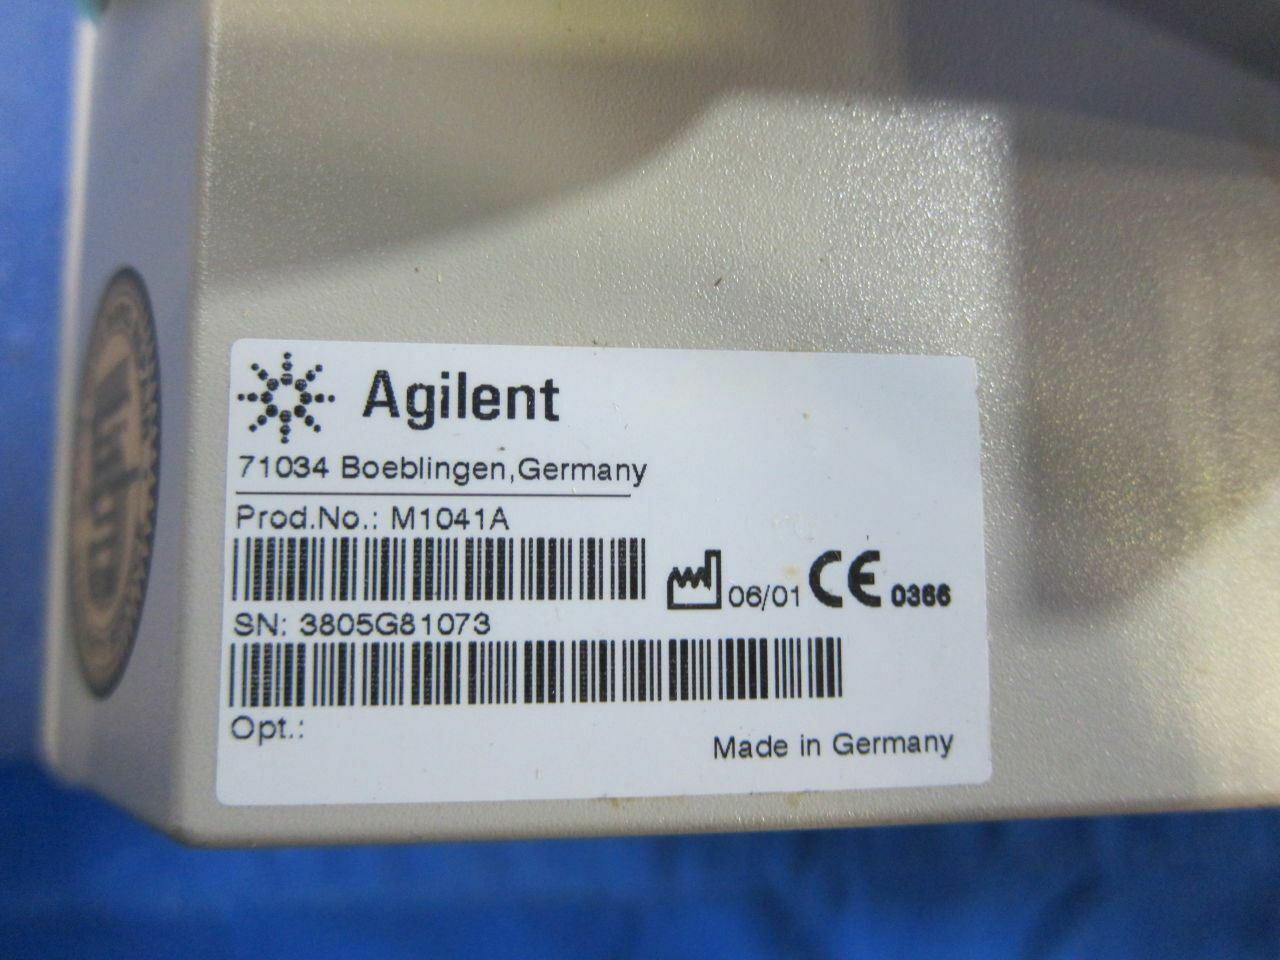 Agilent
71034 Boeblingen,Germany
Prod.No.: M1041A
06/01 CE 0366
SN: 3805G81073
Opt.:
Made in Germany